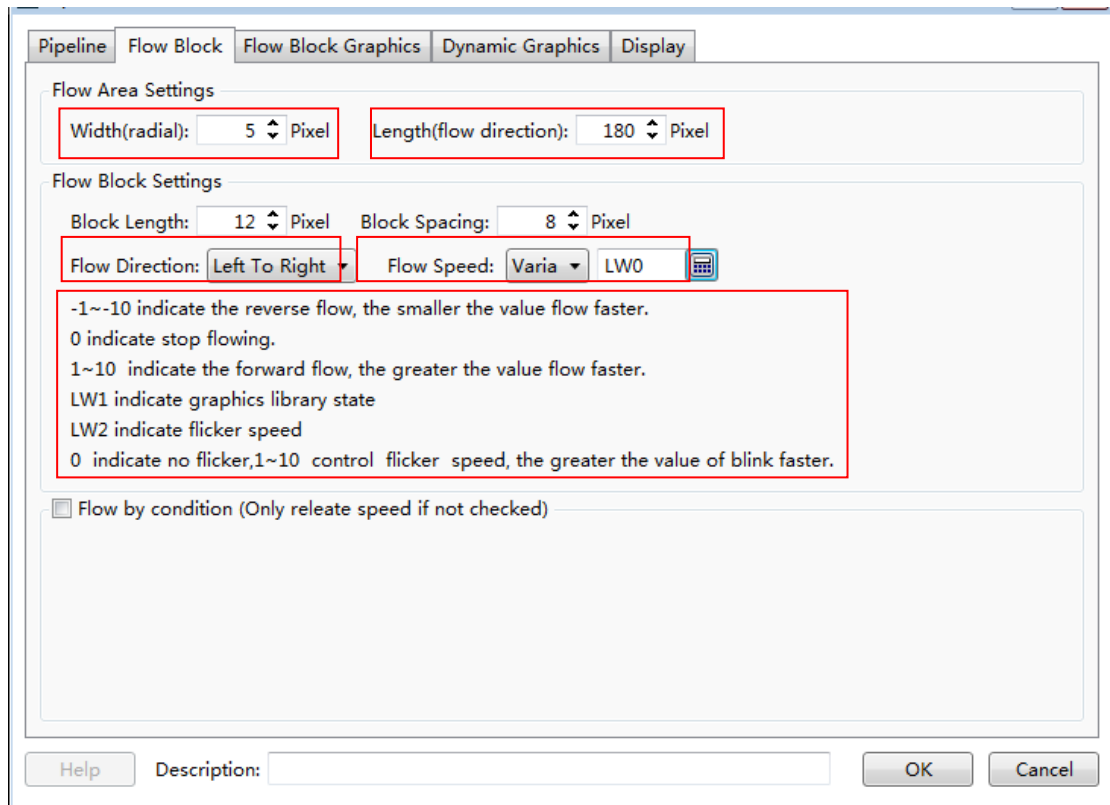 Pipeline Flow Block Flow Block Graphics Dynamic Graphics Display
Flow Area Settings
Width(radial): 5 Pixel Length(flow direction): 180 Pixel
Flow Block Settings
Block Length: 12 Pixel Block Spacing: 8 Pixel
Flow Direction: Left To Right Flow Speed: Varia LW0
-1~-10 indicate the reverse flow, the smaller the value flow faster.
0 indicate stop flowing.
1~10 indicate the forward flow, the greater the value flow faster.
LW1 indicate graphics library state
LW2 indicate flicker speed
0 indicate no flicker,1~10 control flicker speed, the greater the value of blink faster.
Flow by condition (Only releate speed if not checked)
Help Description: OK Cancel